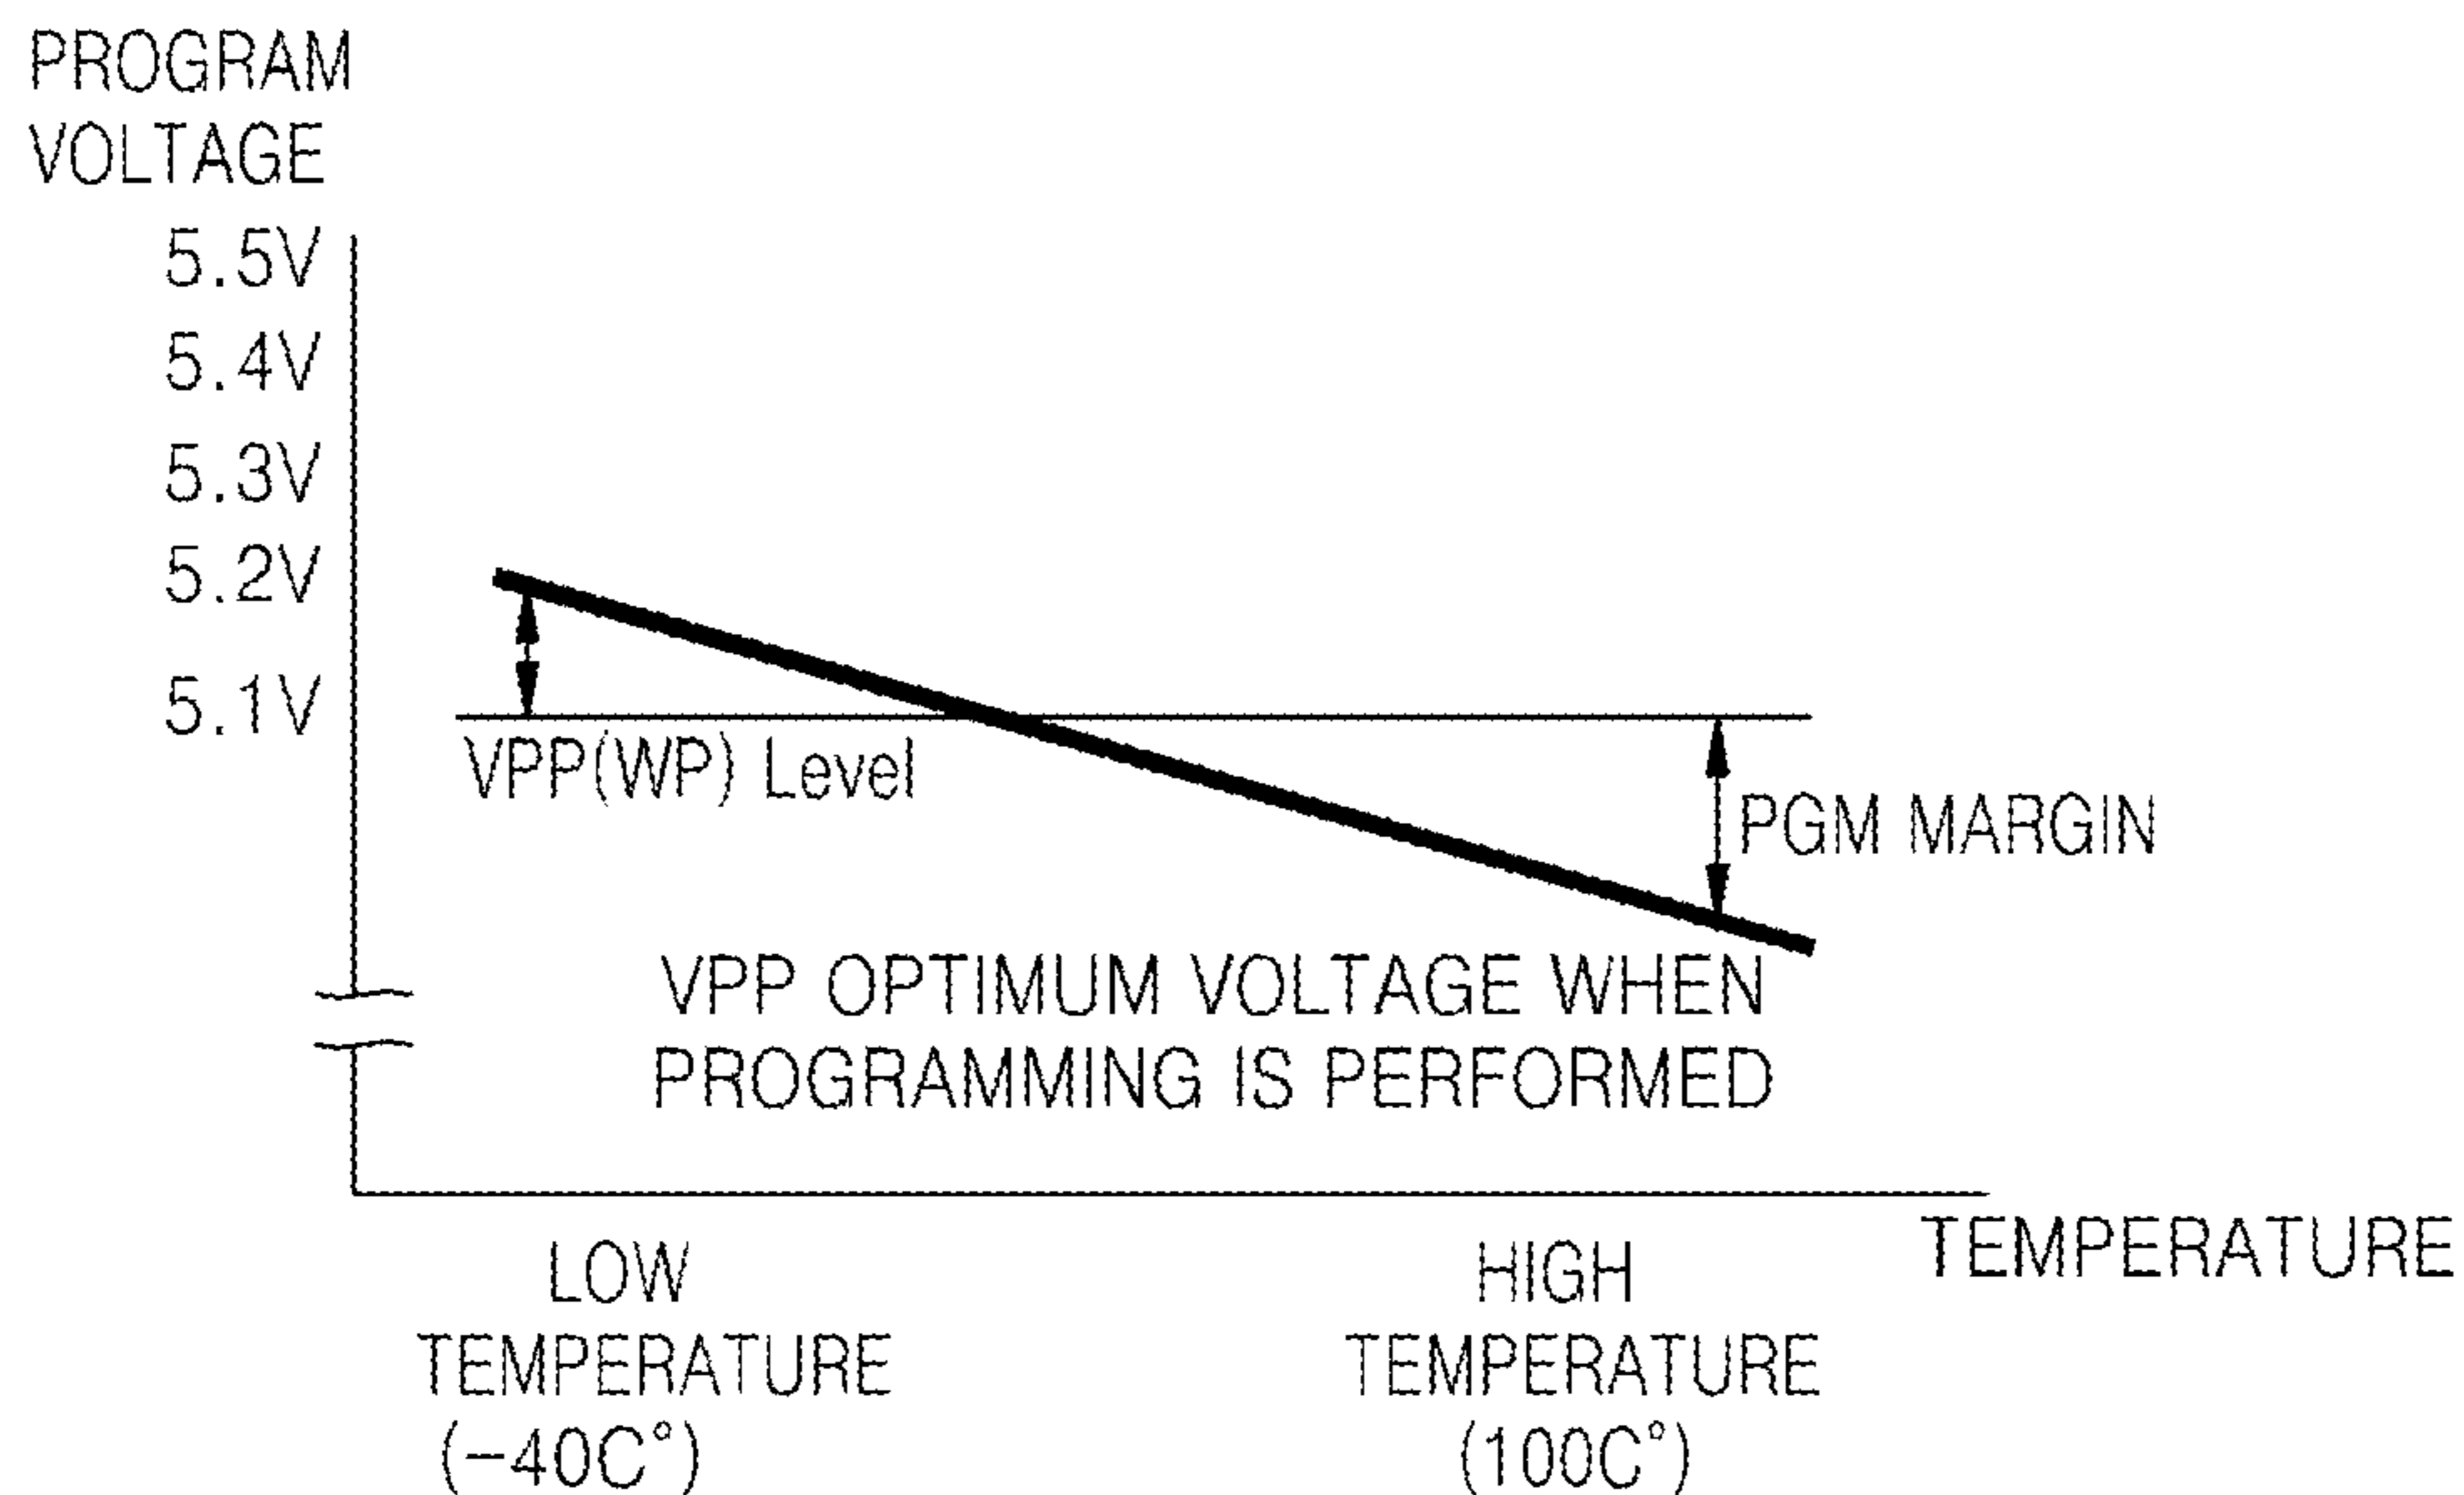 PROGRAM
VOLTAGE
5.5V
5.4V
5.3V
5.2V
5.1V
VPP(WP) Level
PGM MARGIN
VPP OPTIMUM VOLTAGE WHEN
PROGRAMMING IS PERFORMED
TEMPERATURE
LOW
TEMPERATURE
(-40C°)
HIGH
TEMPERATURE
(100C°)